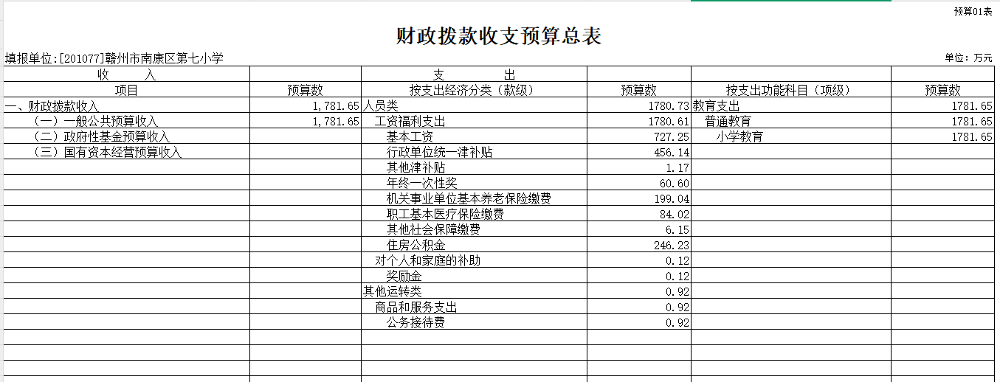 预算01表
财政拨款收支预算总表
填报单位:[201077]赣州市南康区第七小学 单位：万元
收 入 支 出
项目 预算数 按支出经济分类（款级） 预算数 按支出功能科目（项级） 预算数
一、财政拨款收入 1,781.65 人员类 1780.73 教育支出 1781.65
（一）一般公共预算收入 1,781.65 工资福利支出 1780.61 普通教育 1781.65
（二）政府性基金预算收入 基本工资 727.25 小学教育 1781.65
（三）国有资本经营预算收入 行政单位统一津补贴 456.14
其他津补贴 1.17
年终一次性奖 60.60
机关事业单位基本养老保险缴费 199.04
职工基本医疗保险缴费 84.02
其他社会保障缴费 6.15
住房公积金 246.23
对个人和家庭的补助 0.12
奖励金 0.12
其他运转类 0.92
商品和服务支出 0.92
公务接待费 0.92